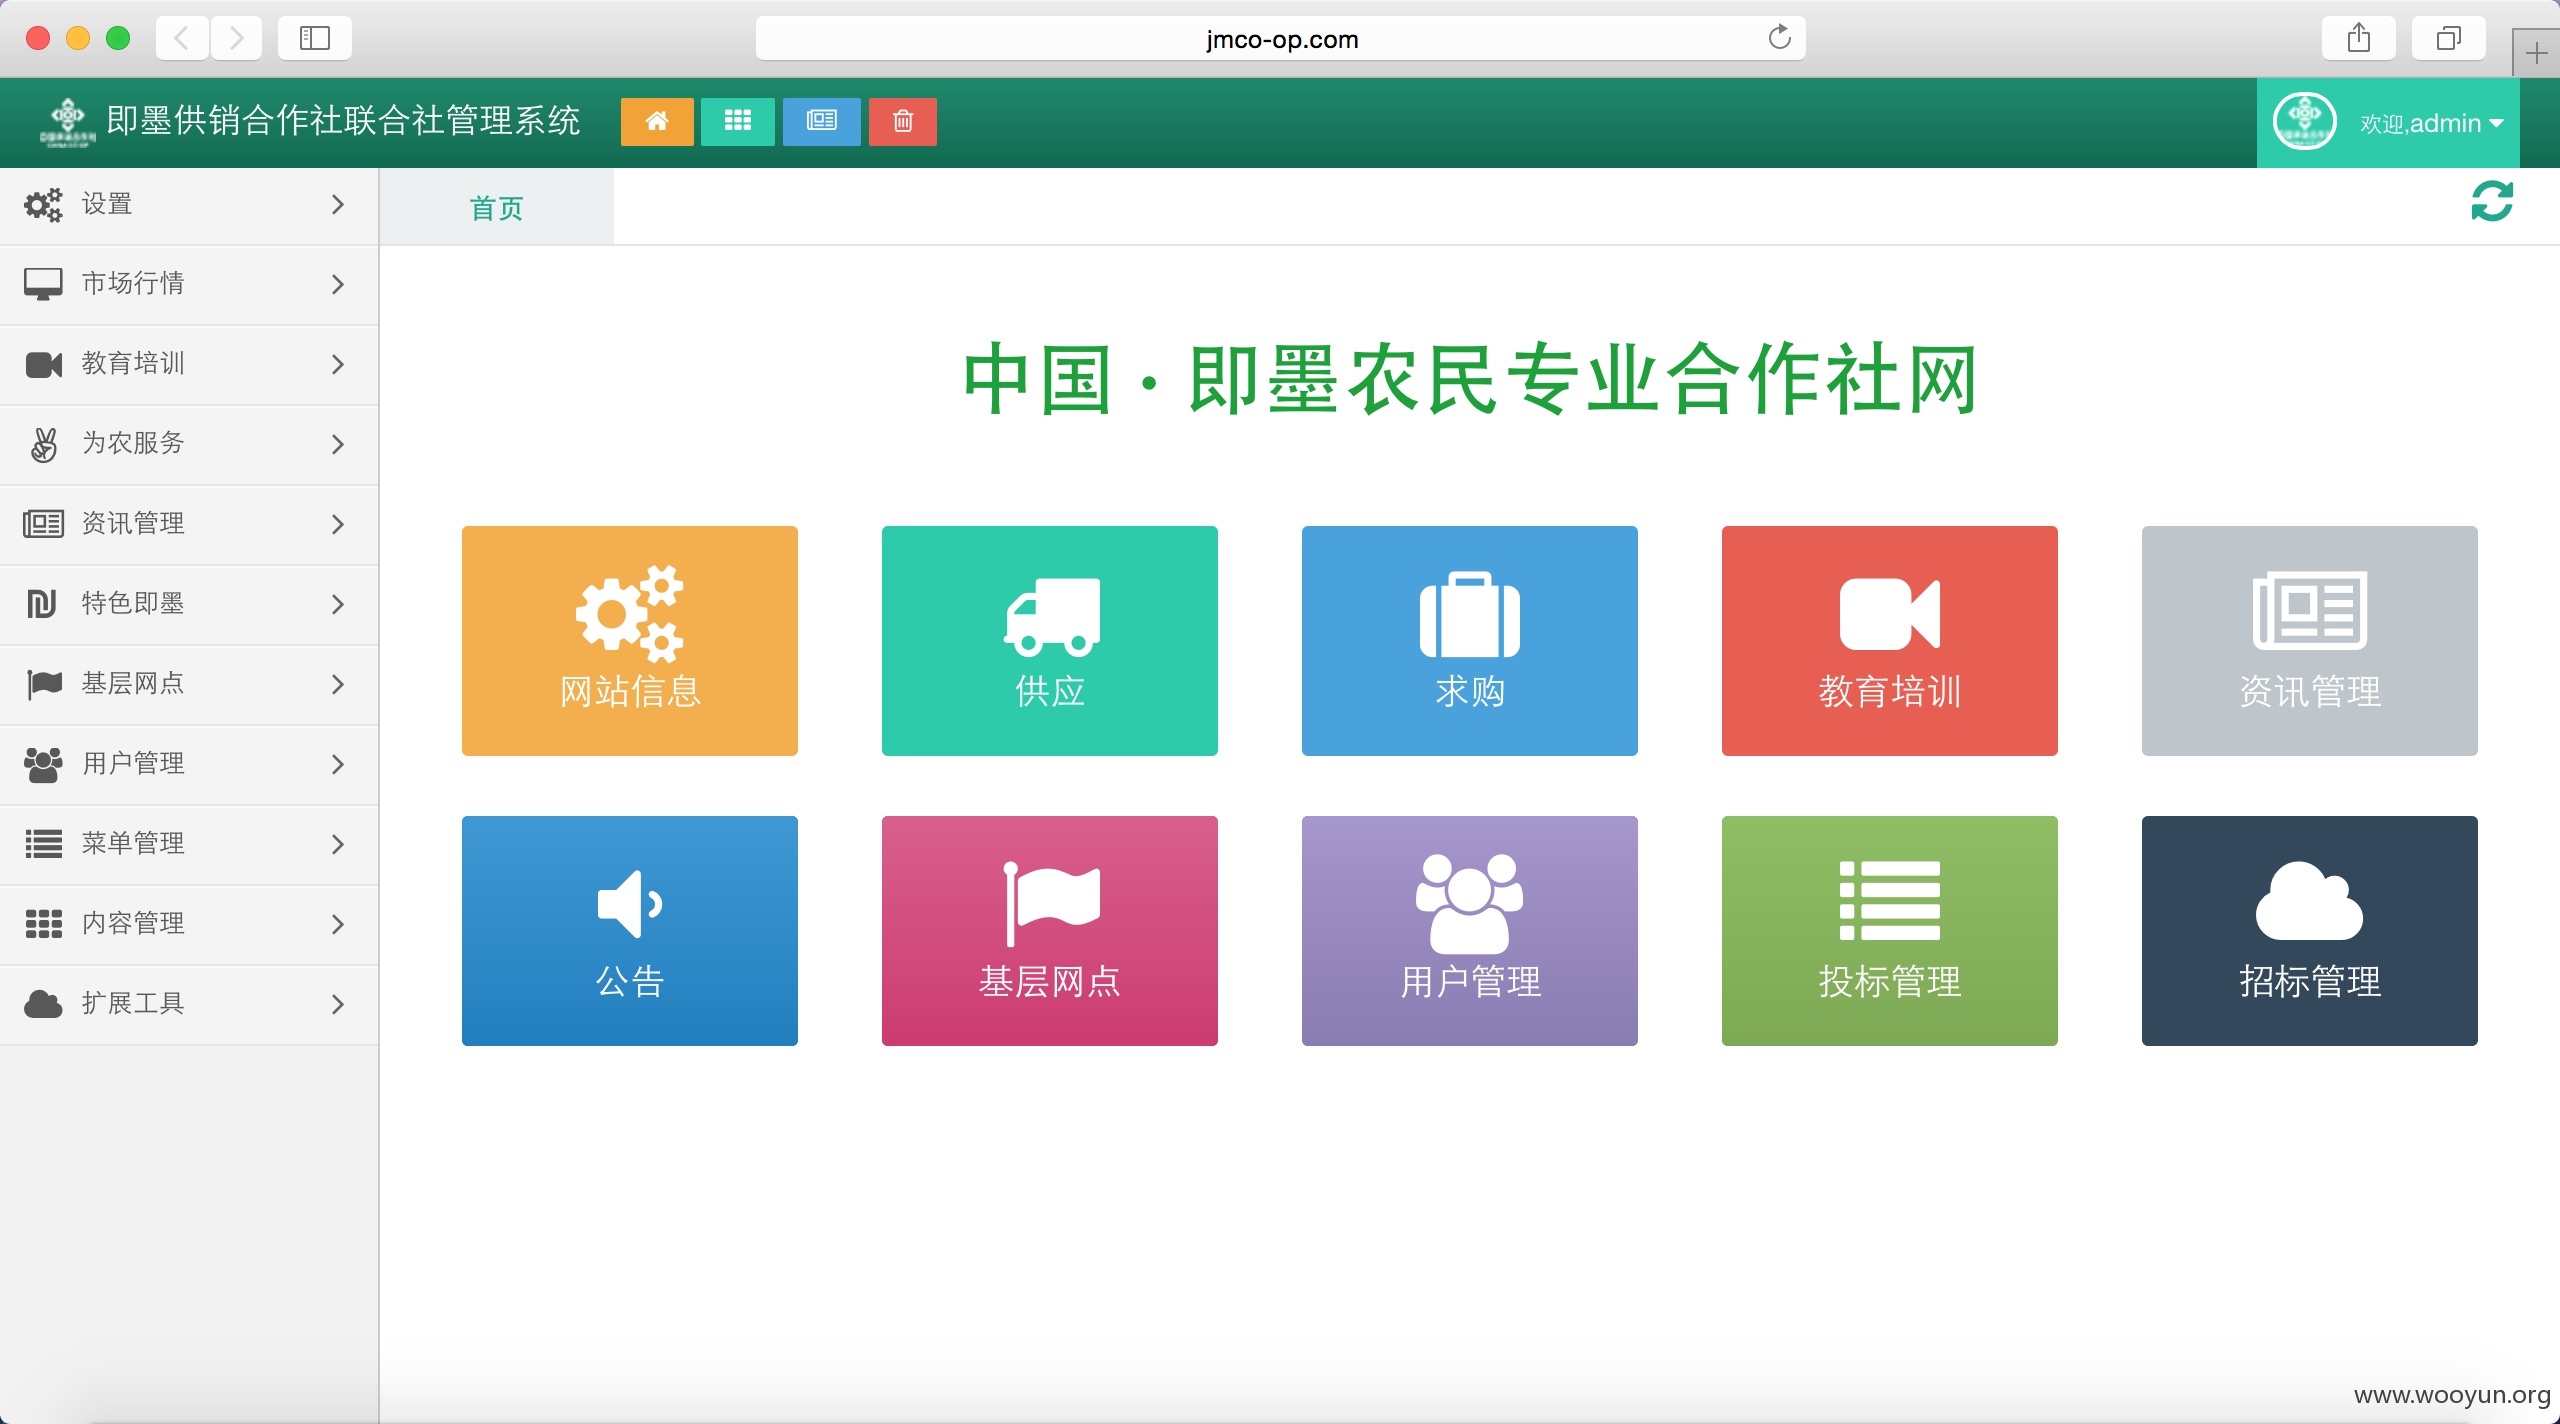 jmco-op.com
即墨供销合作社联合社管理系统
欢迎,admin
设置
首页
市场行情
教育培训
为农服务
资讯管理
特色即墨
基层网点
用户管理
菜单管理
内容管理
扩展工具
中国·即墨农民专业合作社网
网站信息
供应
求购
教育培训
资讯管理
公告
基层网点
用户管理
投标管理
招标管理
www.wooyun.org